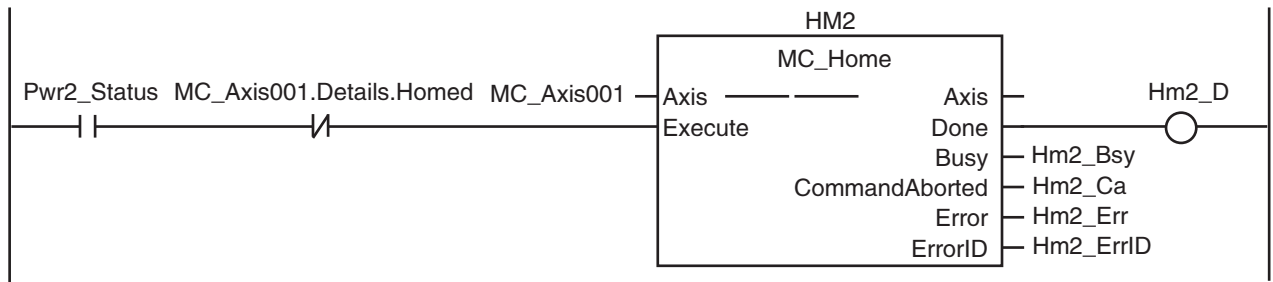 HM2
MC_Home
Pwr2_Status MC_Axis001.Details.Homed MC_Axis001 Axis Axis Hm2_D
Execute Done
Busy Hm2_Bsy
CommandAborted Hm2_Ca
Error Hm2_Err
ErrorID Hm2_ErrID